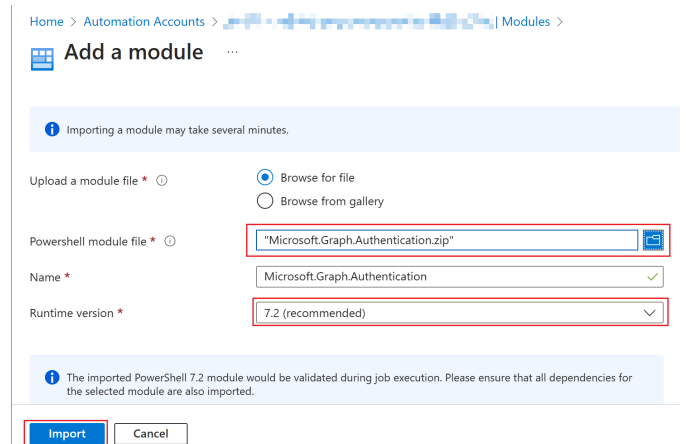 Home > Automation Accounts > | Modules >
Add a module ...
Importing a module may take several minutes.
Upload a module file *
Browse for file
Browse from gallery
Powershell module file *
"Microsoft.Graph.Authentication.zip"
Name *
Microsoft.Graph.Authentication
Runtime version *
7.2 (recommended)
The imported PowerShell 7.2 module would be validated during job execution. Please ensure that all dependencies for
the selected module are also imported.
Import
Cancel